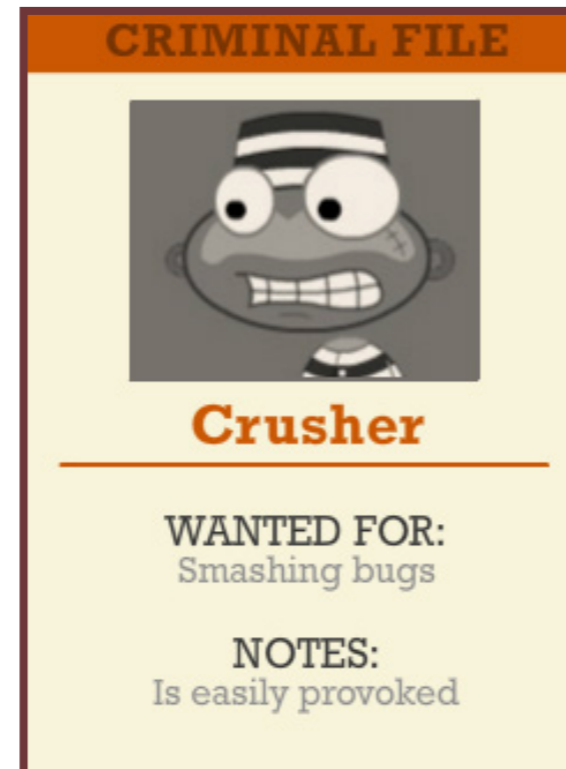 CRIMINAL FILE
Crusher
WANTED FOR:
Smashing bugs
NOTES:
Is easily provoked